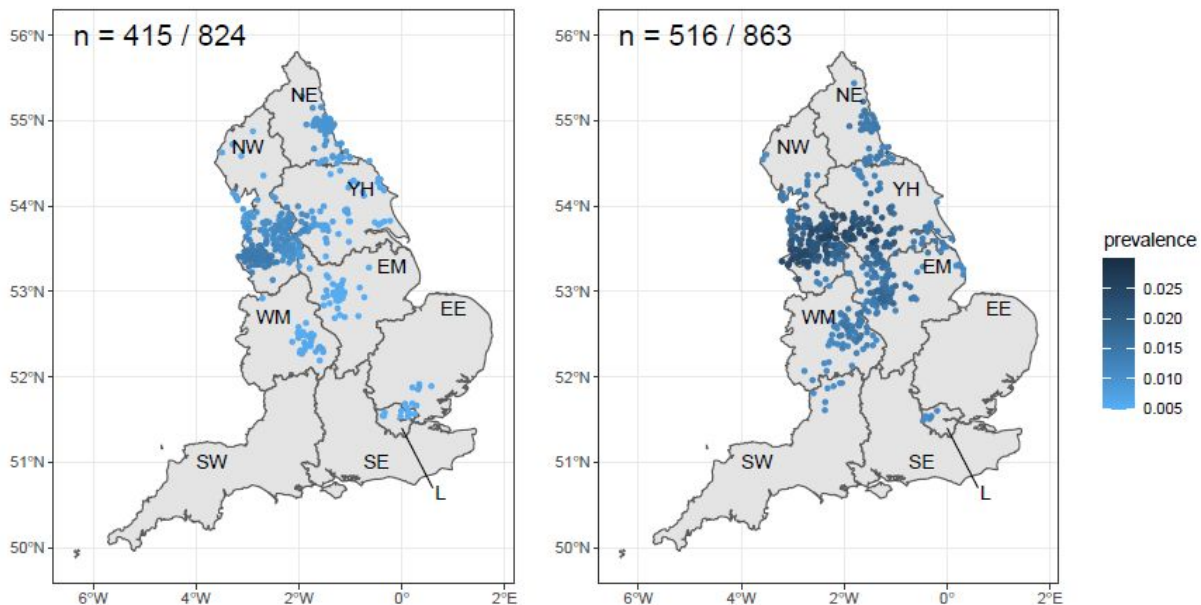 n = 415 / 824
56°N
55°N
54°N
53°N
52°N
51°N
50°N
NE
NW
YH
EM
WM
EE
SW
SE
L
6°W
4°W
2°W
0°
2°E
n = 516 / 863
56°N
55°N
54°N
53°N
52°N
51°N
50°N
NE
NW
YH
EM
WM
EE
SW
SE
L
6°W
4°W
2°W
0°
2°E
prevalence
0.025
0.020
0.015
0.010
0.005